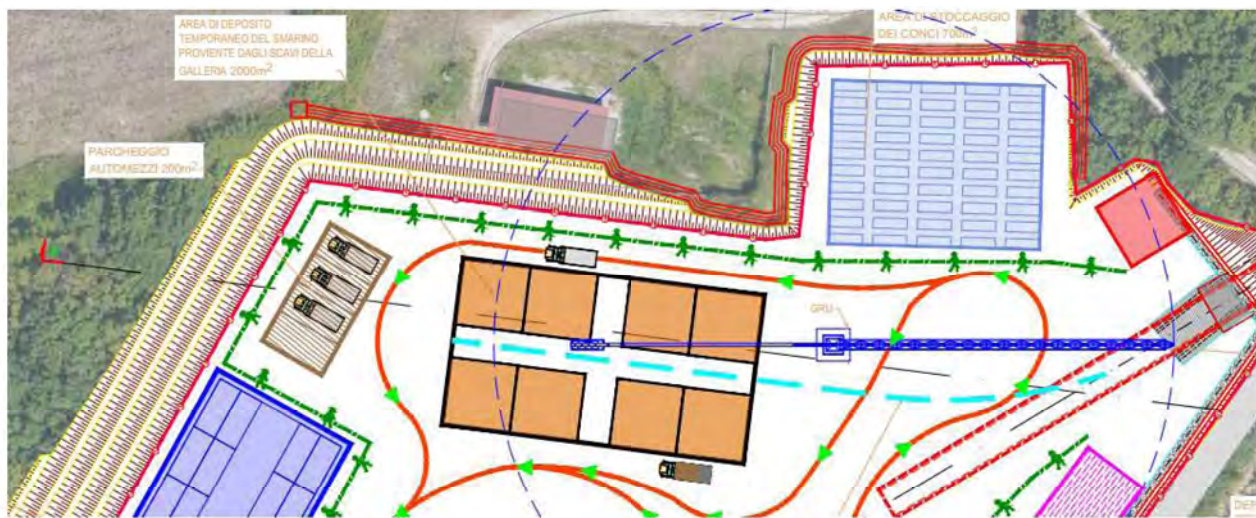 AREA DI DEPOSITO
TEMPORANEO DEL SMARINO
PROVIENTE DAGLI SCAVI DELLA
GALLERIA 2000m²
AREA DI STOCCAGGIO
DEI CONCI 700m²
PARCHEGGIO
AUTOMEZZI 200m²
GRU